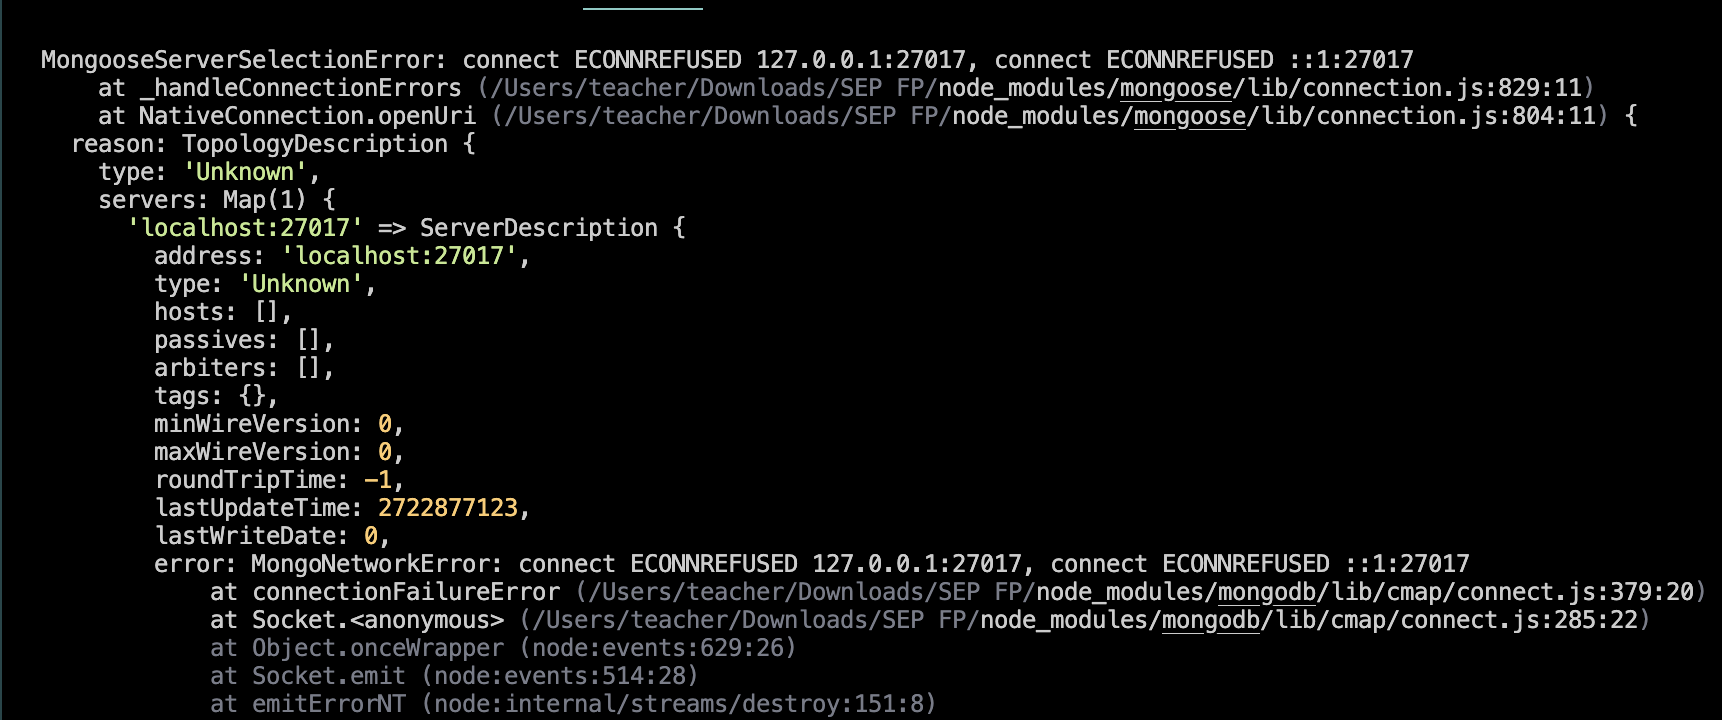 MongooseServerSelectionError: connect ECONNREFUSED 127.0.0.1:27017, connect ECONNREFUSED ::1:27017
    at _handleConnectionErrors (/Users/teacher/Downloads/SEP FP/node_modules/mongoose/lib/connection.js:829:11)
    at NativeConnection.openUri (/Users/teacher/Downloads/SEP FP/node_modules/mongoose/lib/connection.js:804:11) {
  reason: TopologyDescription {
    type: 'Unknown',
    servers: Map(1) {
      'localhost:27017' => ServerDescription {
        address: 'localhost:27017',
        type: 'Unknown',
        hosts: [],
        passives: [],
        arbiters: [],
        tags: {},
        minWireVersion: 0,
        maxWireVersion: 0,
        roundTripTime: -1,
        lastUpdateTime: 2722877123,
        lastWriteDate: 0,
        error: MongoNetworkError: connect ECONNREFUSED 127.0.0.1:27017, connect ECONNREFUSED ::1:27017
            at connectionFailureError (/Users/teacher/Downloads/SEP FP/node_modules/mongodb/lib/cmap/connect.js:379:20)
            at Socket.<anonymous> (/Users/teacher/Downloads/SEP FP/node_modules/mongodb/lib/cmap/connect.js:285:22)
            at Object.onceWrapper (node:events:629:26)
            at Socket.emit (node:events:514:28)
            at emitErrorNT (node:internal/streams/destroy:151:8)